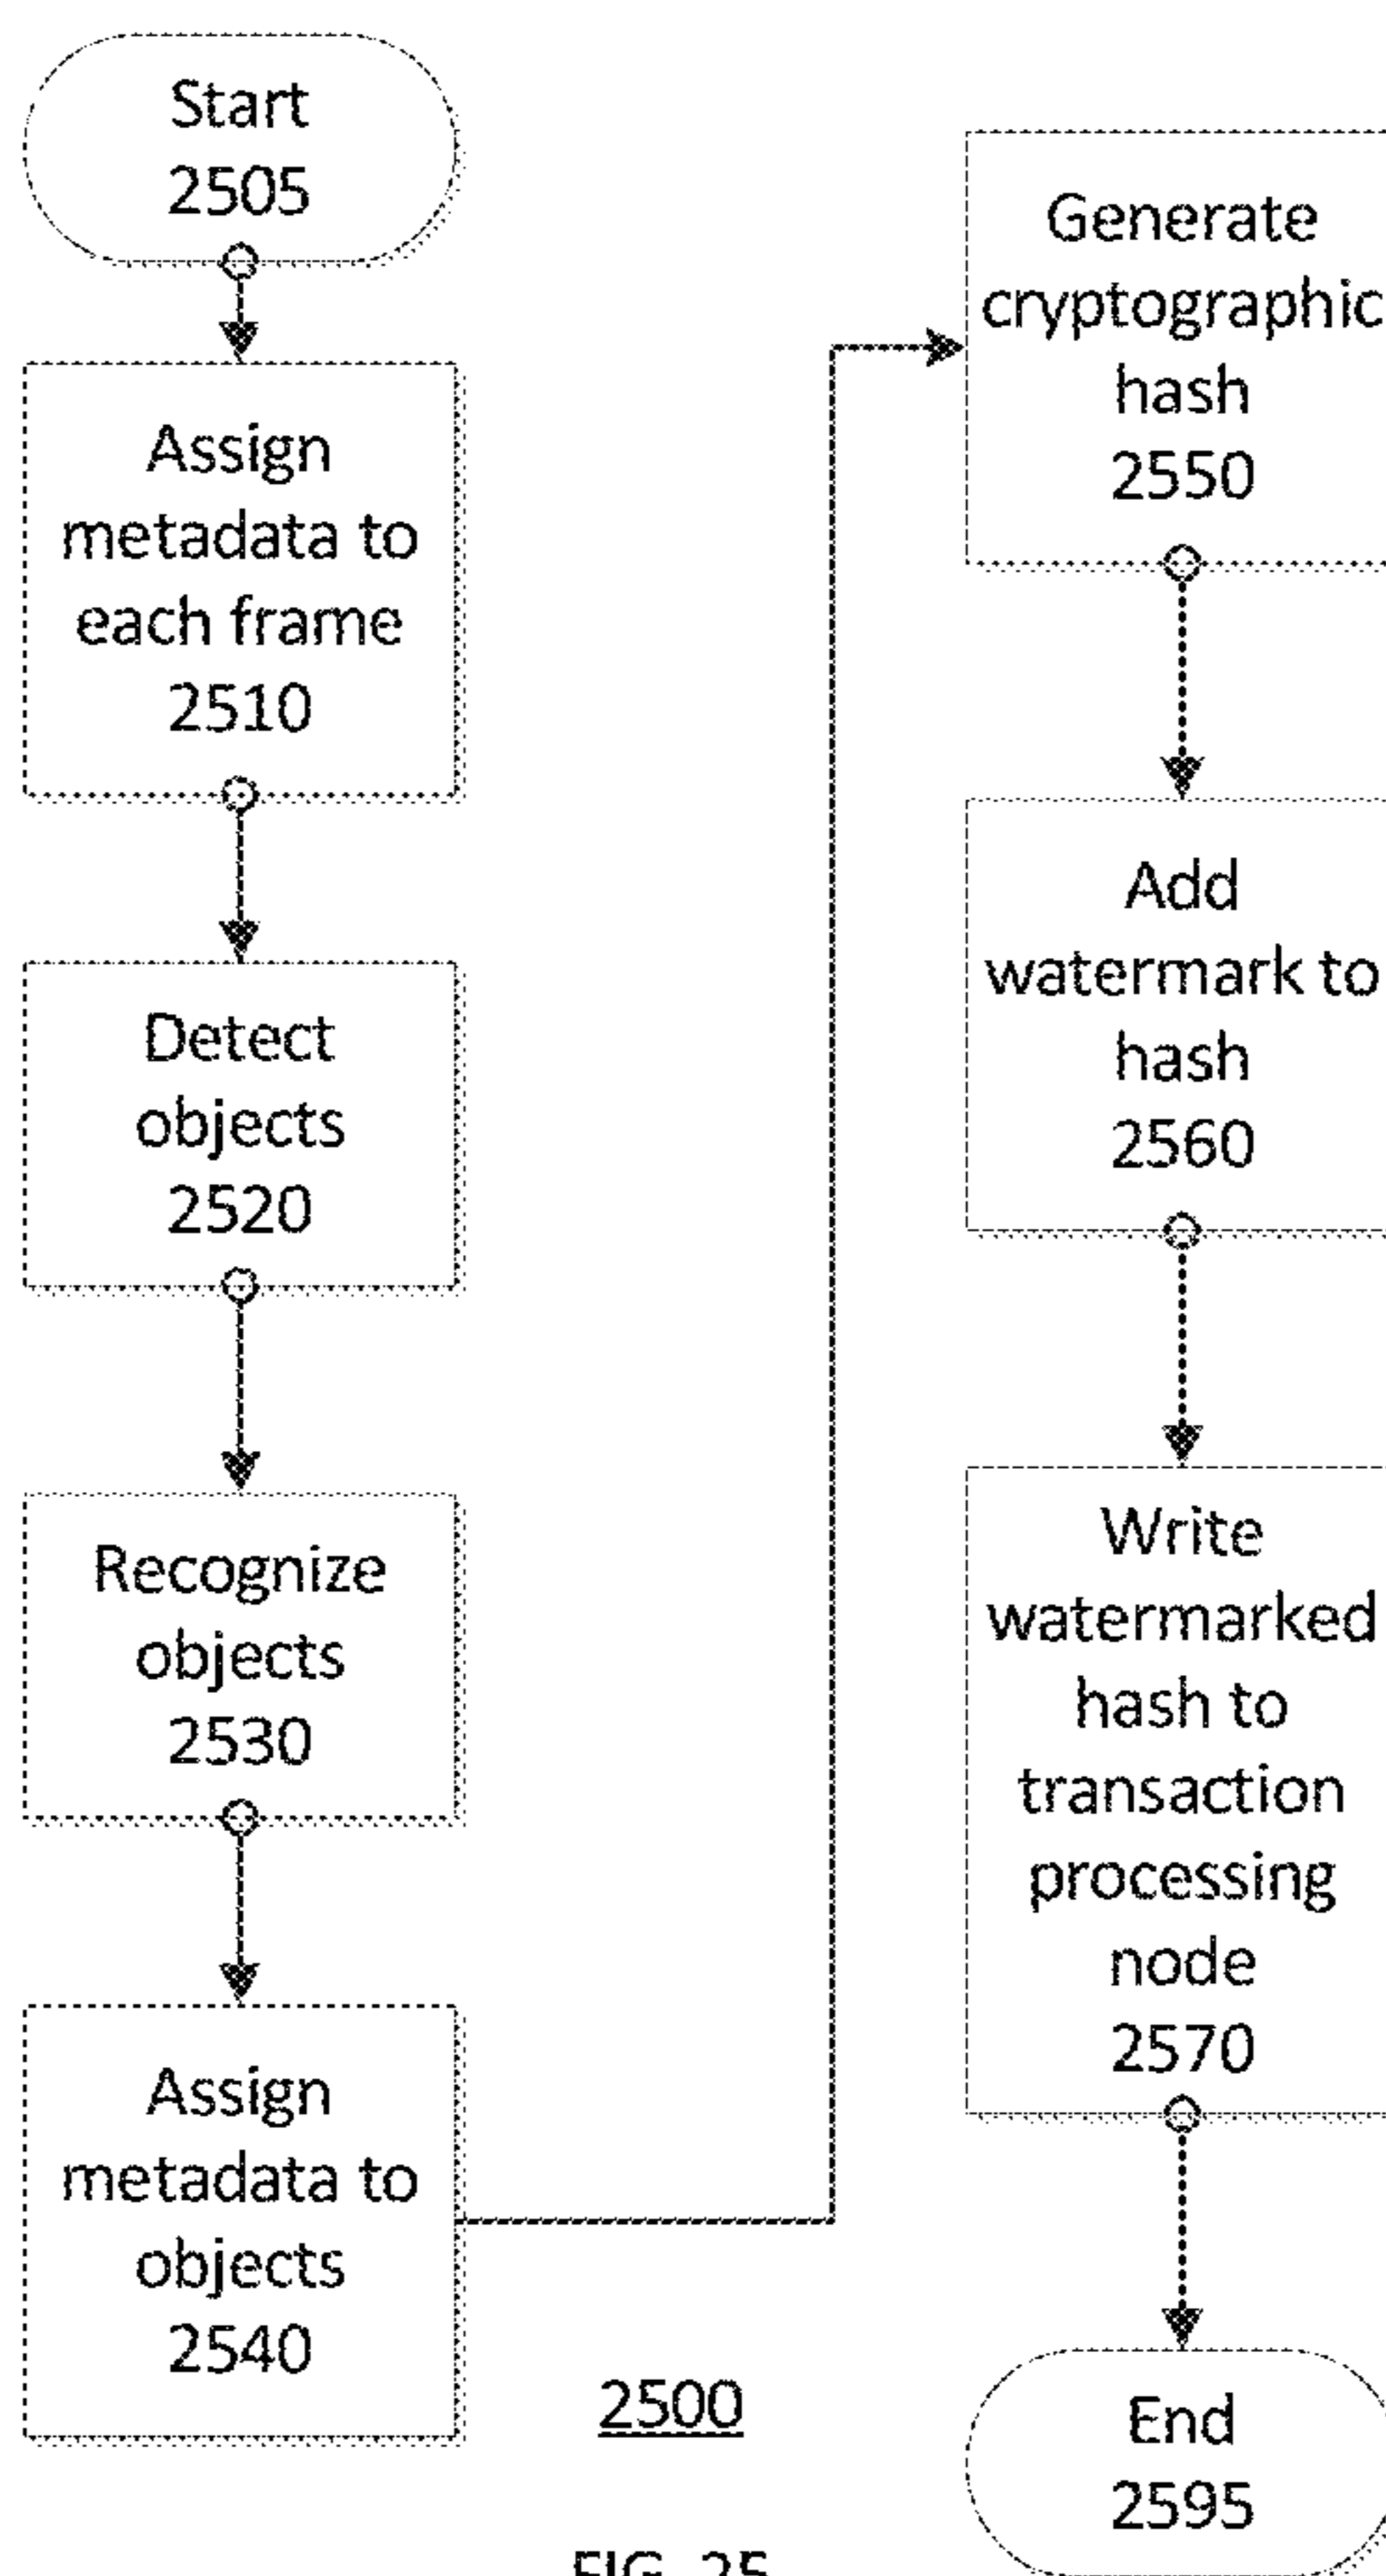 Start
2505
Assign
metadata to
each frame
2510
Detect
objects
2520
Recognize
objects
2530
Assign
metadata to
objects
2540
Generate
cryptographic
hash
2550
Add
watermark to
hash
2560
Write
watermarked
hash to
transaction
processing
node
2570
End
2595
2500
FIG. 25